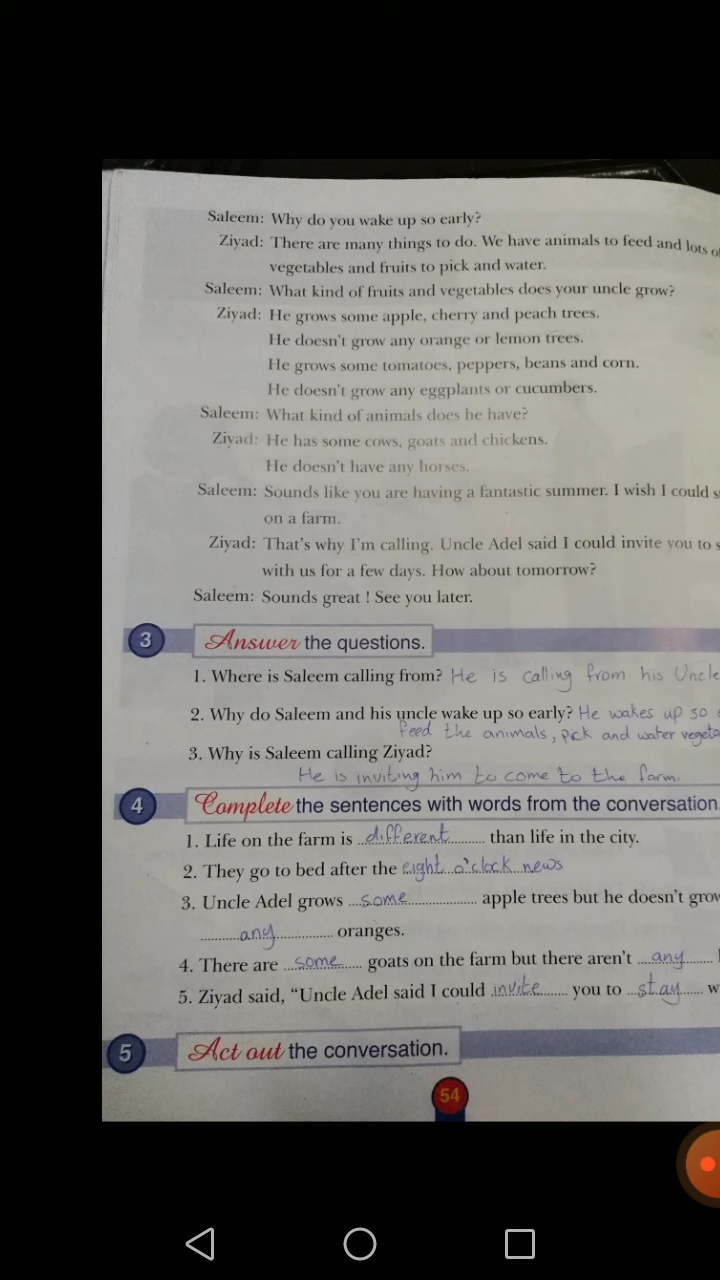 Saleem: Why do you wake up so early?
Ziyad: There are many things to do. We have animals to feed and lots of
vegetables and fruits to pick and water.
Saleem: What kind of fruits and vegetables does your uncle grow?
Ziyad: He grows some apple, cherry and peach trees.
He doesn't grow any orange or lemon trees.
He grows some tomatoes, peppers, beans and corn.
He doesn't grow any eggplants or cucumbers.
Saleem: What kind of animals does he have?
Ziyad: He has some cows, goats and chickens.
He doesn't have any horses.
Saleem: Sounds like you are having a fantastic summer. I wish I could
on a farm.
Ziyad: That's why I'm calling. Uncle Adel said I could invite you to
with us for a few days. How about tomorrow?
Saleem: Sounds great ! See you later.
3 Answer the questions.
1. Where is Saleem calling from? He is calling from his Uncle
2. Why do Saleem and his uncle wake up so early? He wakes up so
feed the animals, pick and water
3. Why is Saleem calling Ziyad?
He is inviting him to come to the farm.
4 Complete the sentences with words from the conversation.
1. Life on the farm is different than life in the city.
2. They go to bed after the eight o'clock news
3. Uncle Adel grows some apple trees but he doesn't grow
any oranges.
4. There are some goats on the farm but there aren't any
5. Ziyad said, "Uncle Adel said I could invite you to stay
5 Act out the conversation.
54